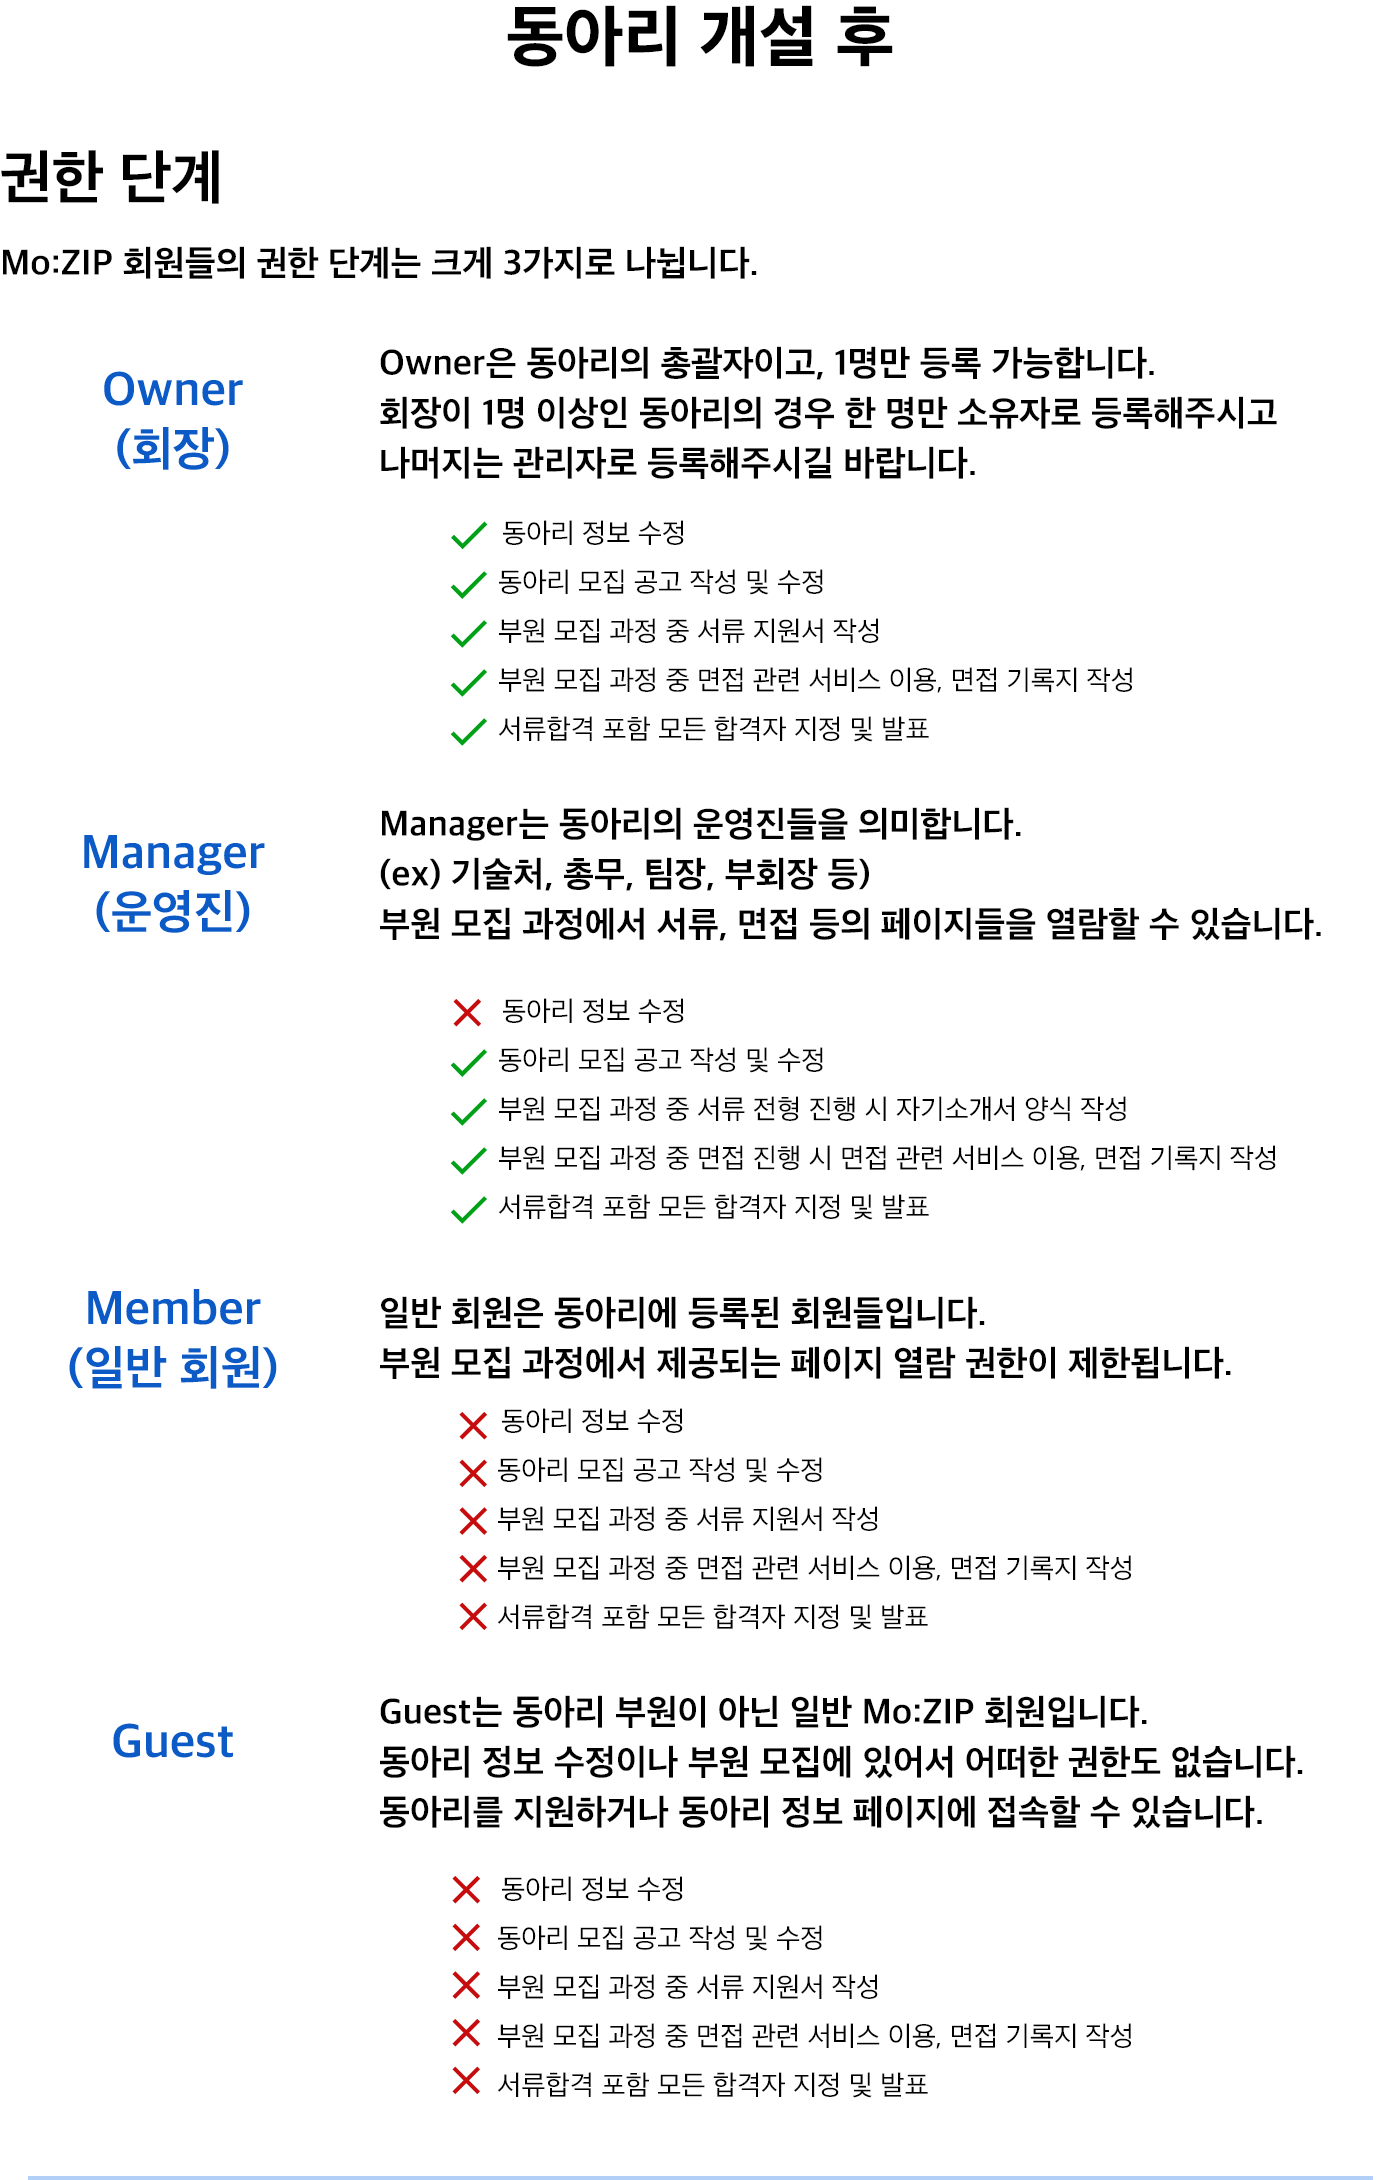 동아리 개설 후
권한 단계
Mo:ZIP 회원들의 권한 단계는 크게 3가지로 나뉩니다.
Owner
(회장)
Owner은 동아리의 총괄자이고, 1명만 등록 가능합니다.
회장이 1명 이상인 동아리의 경우 한 명만 소유자로 등록해주시고
나머지는 관리자로 등록해주시길 바랍니다.
동아리 정보 수정
동아리 모집 공고 작성 및 수정
부원 모집 과정 중 서류 지원서 작성
부원 모집 과정 중 면접 관련 서비스 이용, 면접 기록지 작성
서류합격 포함 모든 합격자 지정 및 발표
Manager
(운영진)
Manager는 동아리의 운영진들을 의미합니다.
(ex) 기술처, 총무, 팀장, 부회장 등)
부원 모집 과정에서 서류, 면접 등의 페이지들을 열람할 수 있습니다.
동아리 정보 수정
동아리 모집 공고 작성 및 수정
부원 모집 과정 중 서류 전형 진행 시 자기소개서 양식 작성
부원 모집 과정 중 면접 진행 시 면접 관련 서비스 이용, 면접 기록지 작성
서류합격 포함 모든 합격자 지정 및 발표
Member
(일반 회원)
일반 회원은 동아리에 등록된 회원들입니다.
부원 모집 과정에서 제공되는 페이지 열람 권한이 제한됩니다.
동아리 정보 수정
동아리 모집 공고 작성 및 수정
부원 모집 과정 중 서류 지원서 작성
부원 모집 과정 중 면접 관련 서비스 이용, 면접 기록지 작성
서류합격 포함 모든 합격자 지정 및 발표
Guest
Guest는 동아리 부원이 아닌 일반 Mo:ZIP 회원입니다.
동아리 정보 수정이나 부원 모집에 있어서 어떠한 권한도 없습니다.
동아리를 지원하거나 동아리 정보 페이지에 접속할 수 있습니다.
동아리 정보 수정
동아리 모집 공고 작성 및 수정
부원 모집 과정 중 서류 지원서 작성
부원 모집 과정 중 면접 관련 서비스 이용, 면접 기록지 작성
서류합격 포함 모든 합격자 지정 및 발표